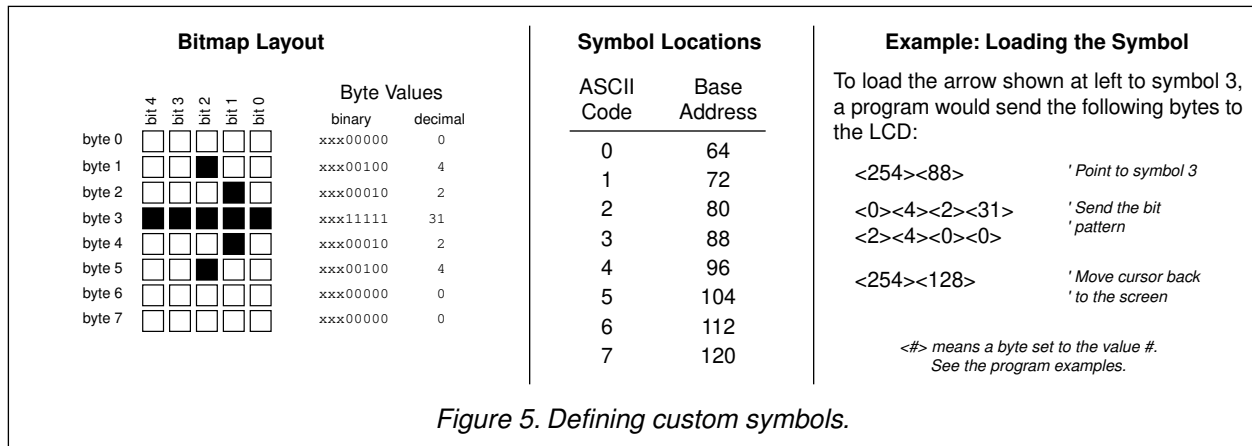 Bitmap Layout
bit 4
bit 3
bit 2
bit 1
bit 0
Byte Values
binary decimal
byte 0 xxx00000 0
byte 1 xxx00100 4
byte 2 xxx00010 2
byte 3 xxx11111 31
byte 4 xxx00010 2
byte 5 xxx00100 4
byte 6 xxx00000 0
byte 7 xxx00000 0
Symbol Locations
ASCII Base
Code Address
0 64
1 72
2 80
3 88
4 96
5 104
6 112
7 120
Example: Loading the Symbol
To load the arrow shown at left to symbol 3,
a program would send the following bytes to
the LCD:
<254><88> ' Point to symbol 3
<0><4><2><31> ' Send the bit
<2><4><0><0> ' pattern
<254><128> ' Move cursor back
' to the screen
<#> means a byte set to the value #.
See the program examples.
Figure 5. Defining custom symbols.